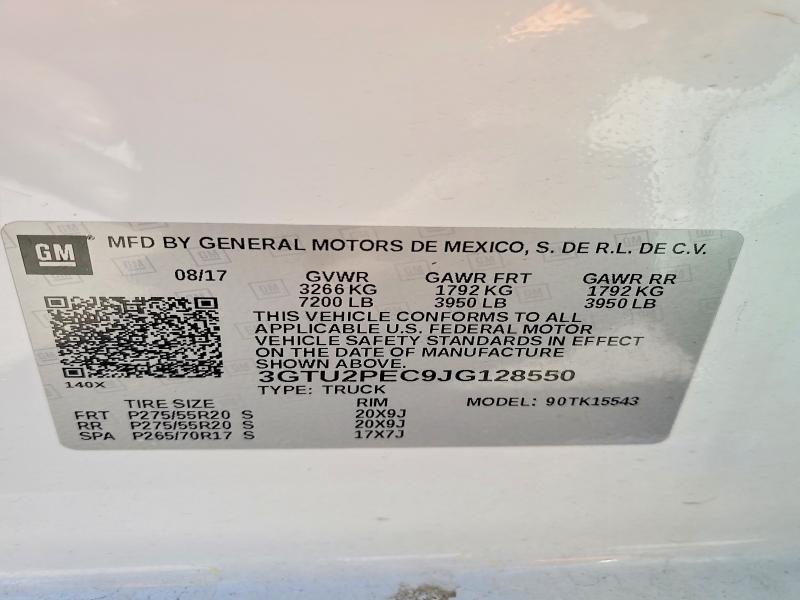 GM MFD BY GENERAL MOTORS DE MEXICO, S. DE R.L. DE C.V.
08/17 GVWR GAWR FRT GAWR RR
3266 KG 1792 KG 1792 KG
7200 LB 3950 LB 3950 LB
THIS VEHICLE CONFORMS TO ALL
APPLICABLE U.S. FEDERAL MOTOR
VEHICLE SAFETY STANDARDS IN EFFECT
ON THE DATE OF MANUFACTURE
SHOWN ABOVE.
140X
3GTU2PEC9JG128550
TYPE: TRUCK
TIRE SIZE RIM MODEL: 90TK15543
FRT P275/55R20 S 20X9J
RR P275/55R20 S 20X9J
SPA P265/70R17 S 17X7J